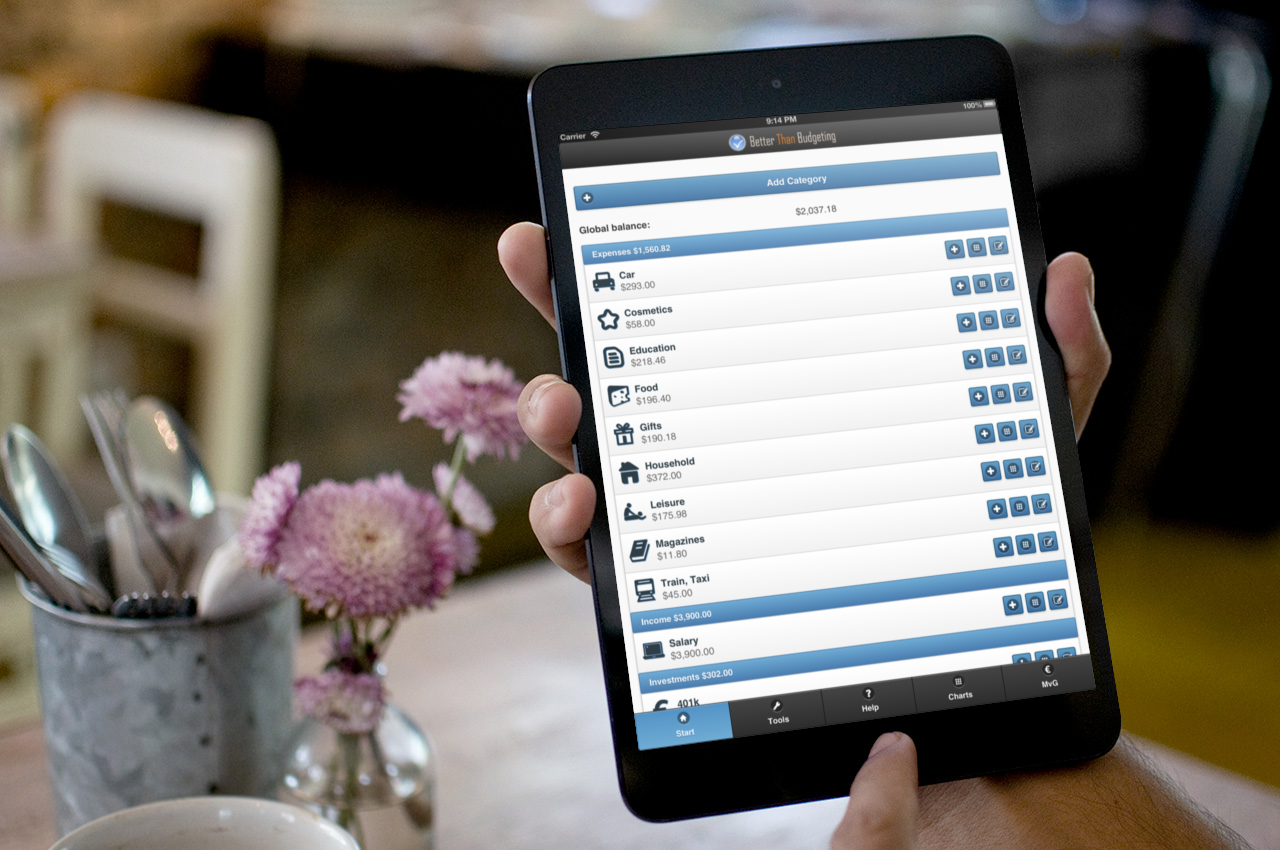 Carrier 9:14 PM 100%
Better Than Budgeting
Add Category
Global balance: $2,037.18
Expenses $1,560.82
Car
$293.00
Cosmetics
$58.00
Education
$218.46
Food
$196.40
Gifts
$190.18
Household
$372.00
Leisure
$175.98
Magazines
$11.80
Train, Taxi
$45.00
Income $3,900.00
Salary
$3,900.00
Investments $302.00
401k
Start Tools Help Charts MvG